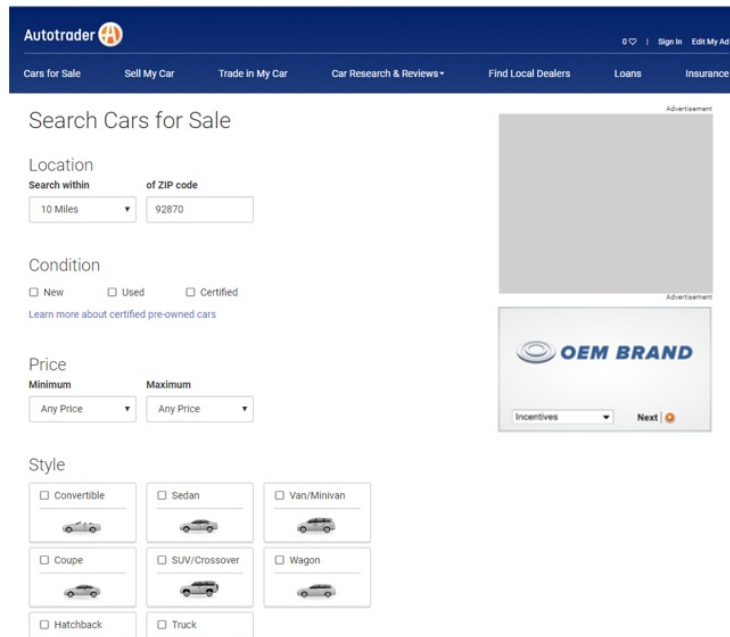 Autotrader
0 | Sign In Edit My Ad
Cars for Sale Sell My Car Trade in My Car Car Research & Reviews Find Local Dealers Loans Insurance
Advertisement
Search Cars for Sale
Location
Search within of ZIP code
10 Miles 92870
Condition
New Used Certified
Learn more about certified pre-owned cars
Advertisement
OEM BRAND
Incentives Next
Price
Minimum Maximum
Any Price Any Price
Style
Convertible Sedan Van/Minivan
Coupe SUV/Crossover Wagon
Hatchback Truck